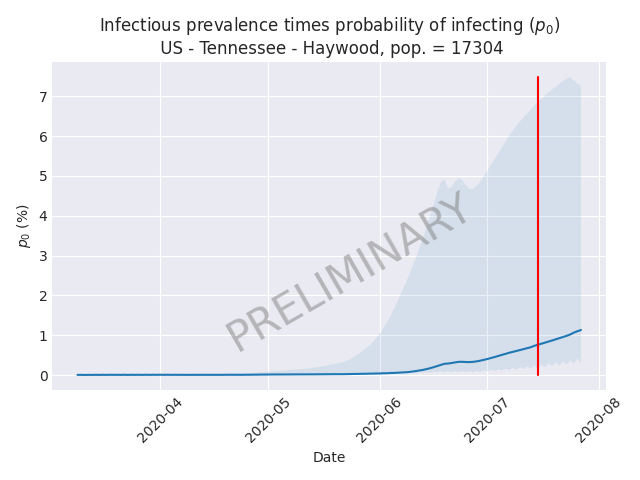 Infectious prevalence times probability of infecting (p₀)
US - Tennessee - Haywood, pop. = 17304
7
6
5
4
3
2
1
0
p₀ (%)
PRELIMINARY
2020-04
2020-05
2020-06
2020-07
2020-08
Date